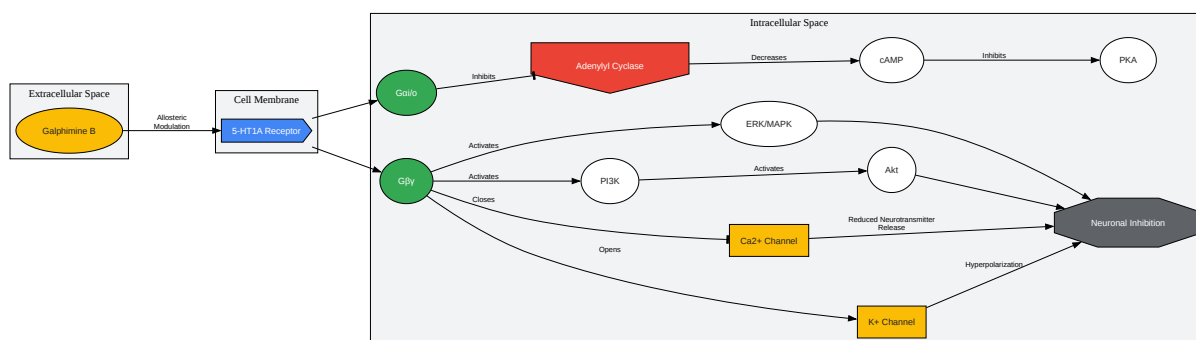 Intracellular Space
Extracellular Space
Galphimine B
Allosteric
Modulation
Cell Membrane
5-HT1A Receptor
Gαi/o
Inhibits
Adenylyl Cyclase
Decreases
cAMP
Inhibits
PKA
Gβγ
Activates
ERK/MAPK
Activates
PI3K
Activates
Akt
Closes
Ca2+ Channel
Reduced Neurotransmitter
Release
Neuronal Inhibition
Opens
K+ Channel
Hyperpolarization